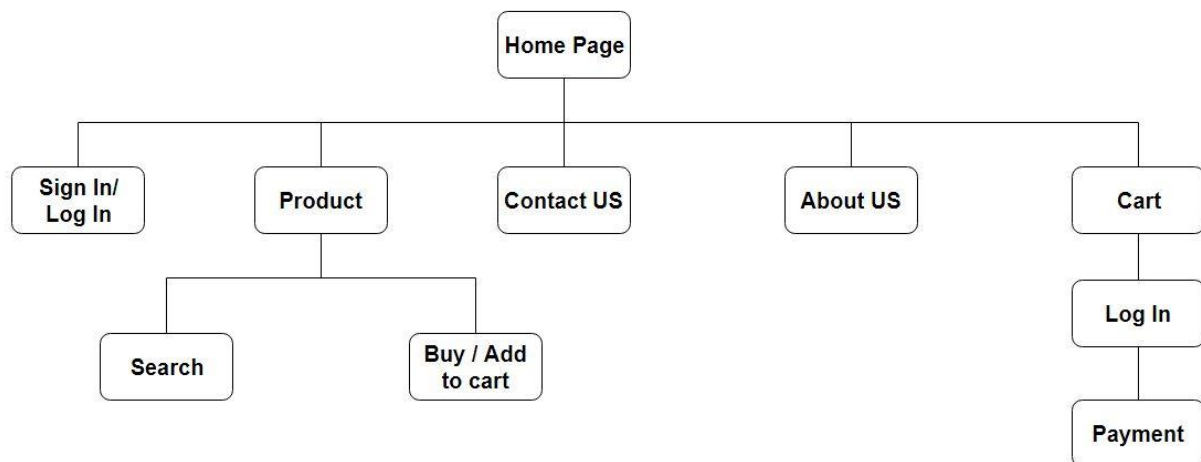 Home Page
Sign In/
Log In
Product
Contact US
About US
Cart
Search
Buy / Add
to cart
Log In
Payment